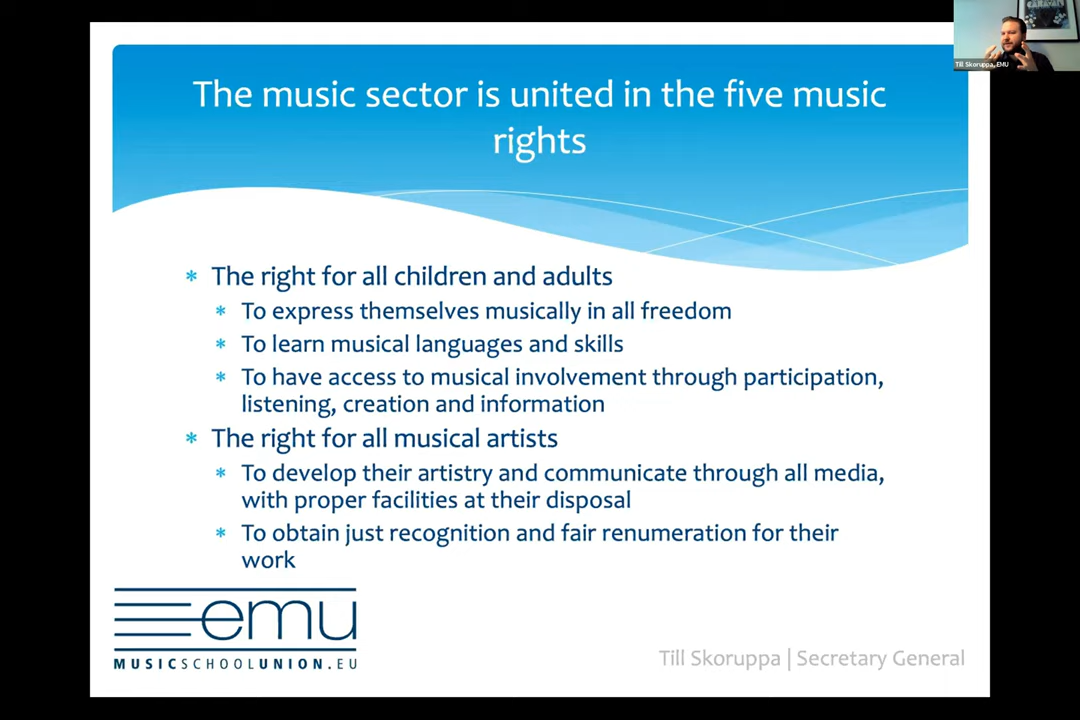 Till Skoruppa, EMU
The music sector is united in the five music
rights
* The right for all children and adults
* To express themselves musically in all freedom
* To learn musical languages and skills
* To have access to musical involvement through participation,
listening, creation and information
* The right for all musical artists
* To develop their artistry and communicate through all media,
with proper facilities at their disposal
* To obtain just recognition and fair renumeration for their
work
emu
MUSICSCHOOLUNION.EU
Till Skoruppa | Secretary General